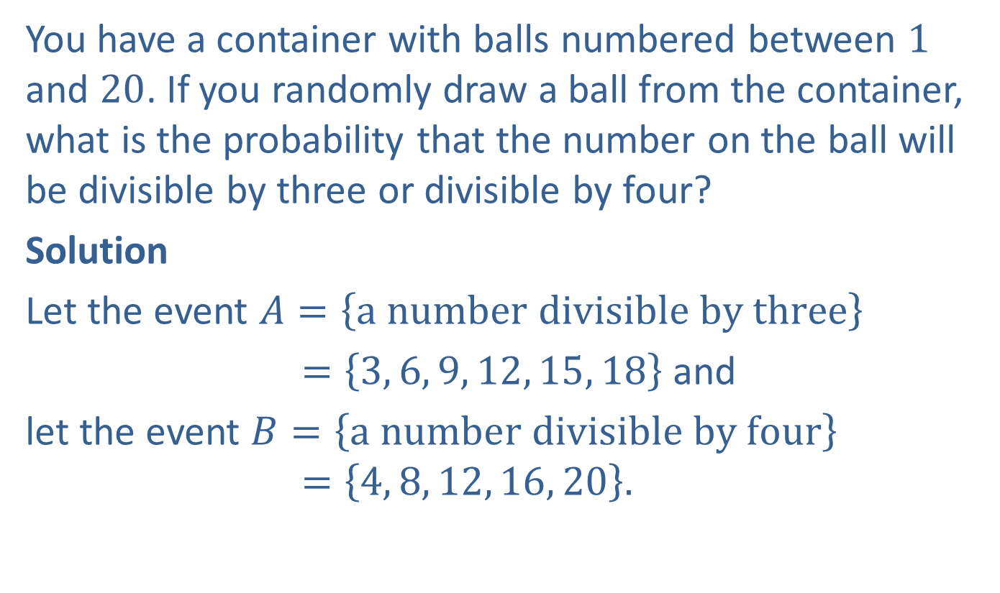 You have a container with balls numbered between 1
and 20. If you randomly draw a ball from the container,
what is the probability that the number on the ball will
be divisible by three or divisible by four?
Solution
Let the event A = {a number divisible by three}
= {3, 6, 9, 12, 15, 18} and
let the event B = {a number divisible by four}
= {4, 8, 12, 16, 20}.